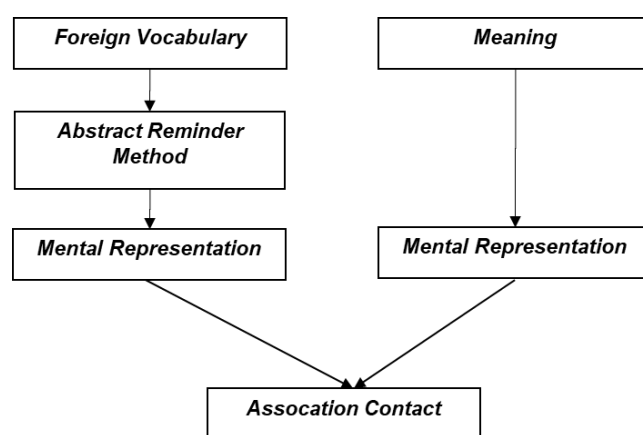 Foreign Vocabulary
Meaning
Abstract Reminder
Method
Mental Representation
Mental Representation
Assocation Contact